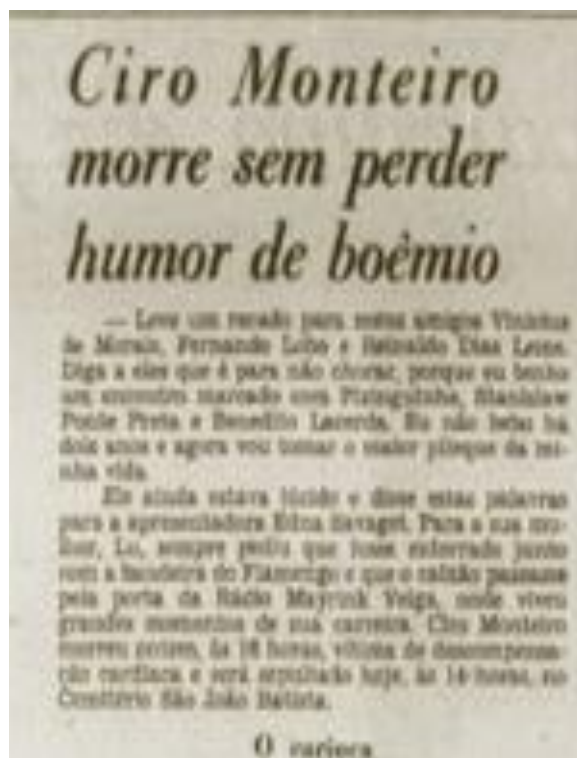 Ciro Monteiro
morre sem perder
humor de boêmio
— Leve um recado para meus amigos Vinicius
de Morais, Fernando Lobo e Reinaldo Dias Leme.
Diga a eles que é para não chorar, porque eu tenho
um encontro marcado com Pixinguinha, Stanislaw
Ponte Preta e Benedito Lacerda. Eu não bebo há
dois anos e agora vou tomar o maior pileque da mi-
nha vida.
Ele ainda estava lúcido e disse estas palavras
para a apresentadora Edna Savaget. Para a sua mu-
lher, Lu, sempre pediu que fosse enterrado junto
com a bandeira do Flamengo e que o caixão passasse
pela porta da Rádio Mayrink Veiga, onde viveu
grandes momentos de sua carreira. Ciro Monteiro
morreu ontem, às 16 horas, vítima de descompensa-
ção cardíaca e será sepultado hoje, às 14 horas, no
Cemitério São João Batista.
O carioca